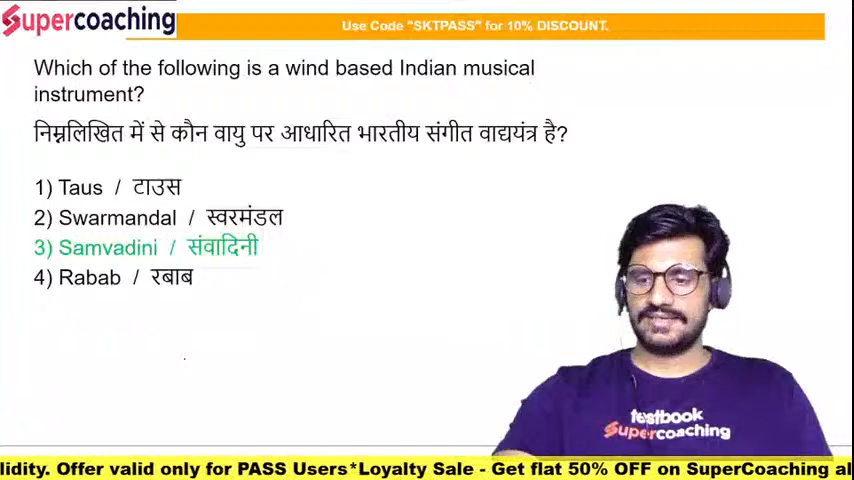 Supercoaching
Use Code "SKTPASS" for 10% DISCOUNT.
Which of the following is a wind based Indian musical
instrument?
निम्नलिखित में से कौन वायु पर आधारित भारतीय संगीत वाद्ययंत्र है?
1) Taus / टाउस
2) Swarmandal / स्वरमंडल
3) Samvadini / संवादिनी
4) Rabab / रबाब
testbook
Supercoaching
lidity. Offer valid only for PASS Users*Loyalty Sale - Get flat 50% OFF on SuperCoaching al